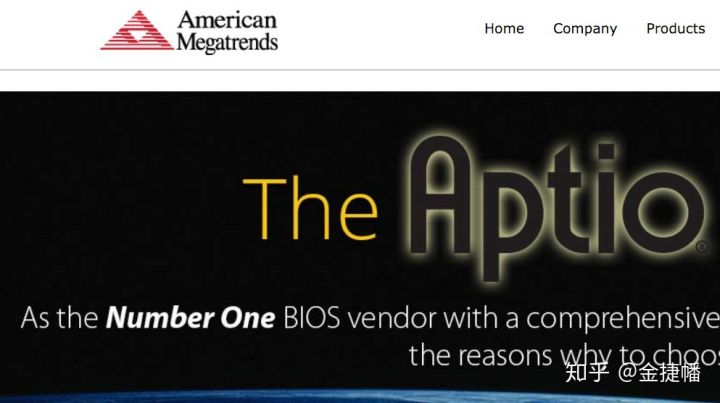 American
Megatrends
Home Company Products
The Aptio®
As the Number One BIOS vendor with a comprehensive
the reasons why to choos
知乎 @金捷幡